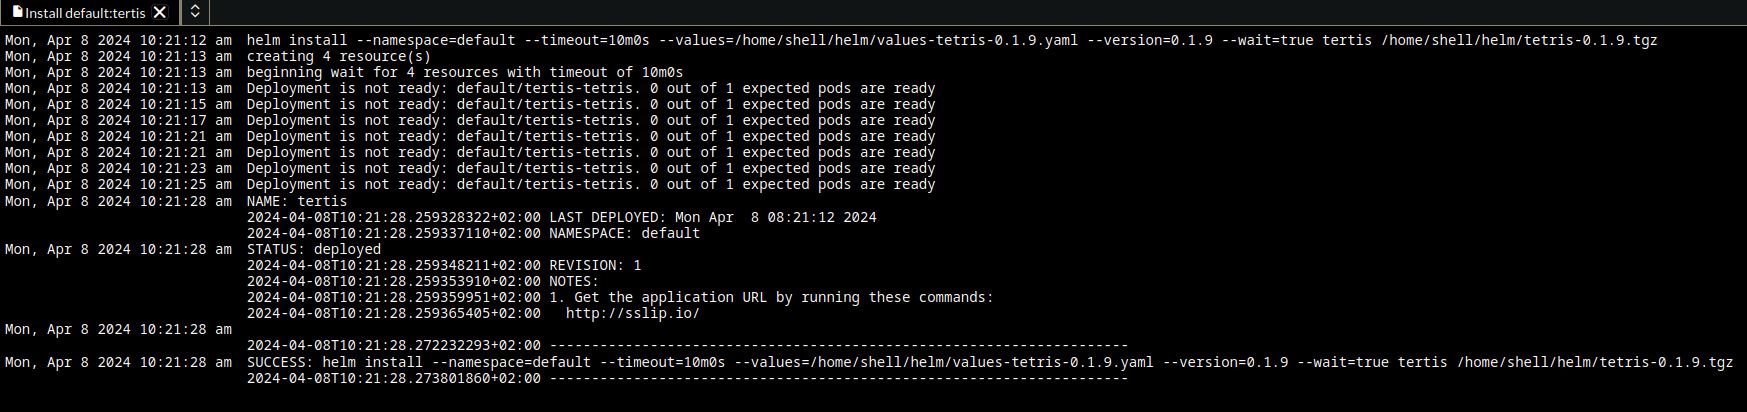 Install default:tertis
Mon, Apr 8 2024 10:21:12 am helm install --namespace=default --timeout=10m0s --values=/home/shell/helm/values-tetris-0.1.9.yaml --version=0.1.9 --wait=true tertis /home/shell/helm/tetris-0.1.9.tgz
Mon, Apr 8 2024 10:21:13 am creating 4 resource(s)
Mon, Apr 8 2024 10:21:13 am beginning wait for 4 resources with timeout of 10m0s
Mon, Apr 8 2024 10:21:13 am Deployment is not ready: default/tertis-tetris. 0 out of 1 expected pods are ready
Mon, Apr 8 2024 10:21:15 am Deployment is not ready: default/tertis-tetris. 0 out of 1 expected pods are ready
Mon, Apr 8 2024 10:21:17 am Deployment is not ready: default/tertis-tetris. 0 out of 1 expected pods are ready
Mon, Apr 8 2024 10:21:21 am Deployment is not ready: default/tertis-tetris. 0 out of 1 expected pods are ready
Mon, Apr 8 2024 10:21:21 am Deployment is not ready: default/tertis-tetris. 0 out of 1 expected pods are ready
Mon, Apr 8 2024 10:21:23 am Deployment is not ready: default/tertis-tetris. 0 out of 1 expected pods are ready
Mon, Apr 8 2024 10:21:25 am Deployment is not ready: default/tertis-tetris. 0 out of 1 expected pods are ready
Mon, Apr 8 2024 10:21:28 am NAME: tertis
2024-04-08T10:21:28.259328322+02:00 LAST DEPLOYED: Mon Apr  8 08:21:12 2024
2024-04-08T10:21:28.259337110+02:00 NAMESPACE: default
Mon, Apr 8 2024 10:21:28 am STATUS: deployed
2024-04-08T10:21:28.259348211+02:00 REVISION: 1
2024-04-08T10:21:28.259353910+02:00 NOTES:
2024-04-08T10:21:28.259359951+02:00 1. Get the application URL by running these commands:
2024-04-08T10:21:28.259365405+02:00   http://sslip.io/
Mon, Apr 8 2024 10:21:28 am
2024-04-08T10:21:28.272232293+02:00 ---------------------------------------------------------------------
Mon, Apr 8 2024 10:21:28 am SUCCESS: helm install --namespace=default --timeout=10m0s --values=/home/shell/helm/values-tetris-0.1.9.yaml --version=0.1.9 --wait=true tertis /home/shell/helm/tetris-0.1.9.tgz
2024-04-08T10:21:28.273801860+02:00 ---------------------------------------------------------------------